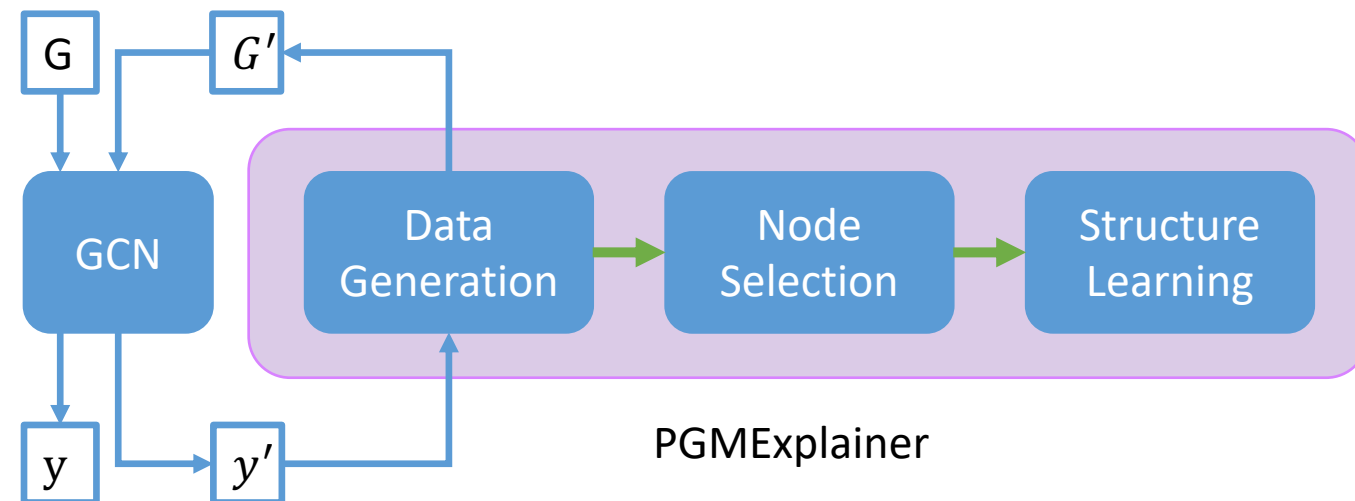 G
G′
GCN
Data
Generation
Node
Selection
Structure
Learning
y
y′
PGMExplainer